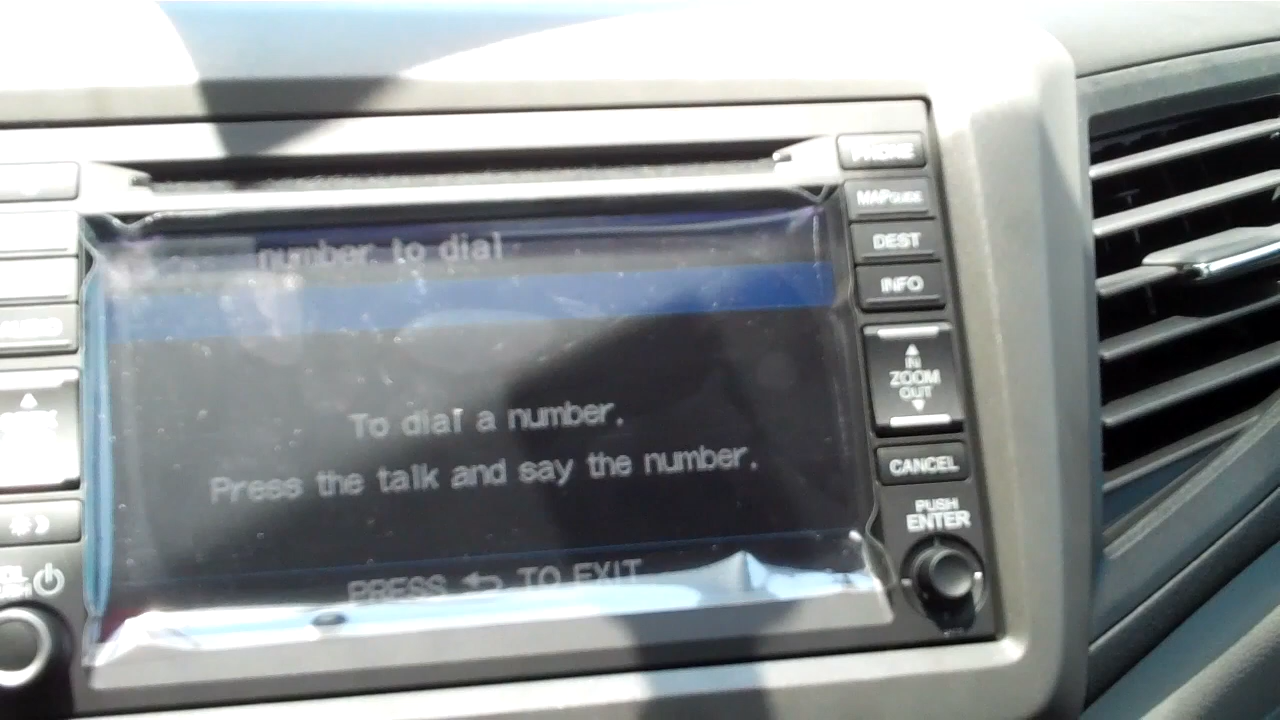 number to dial
To dial a number.
Press the talk and say the number.
PRESS TO EXIT
PHONE
MAP GUIDE
DEST
INFO
IN
ZOOM
OUT
CANCEL
PUSH
ENTER
AUDIO